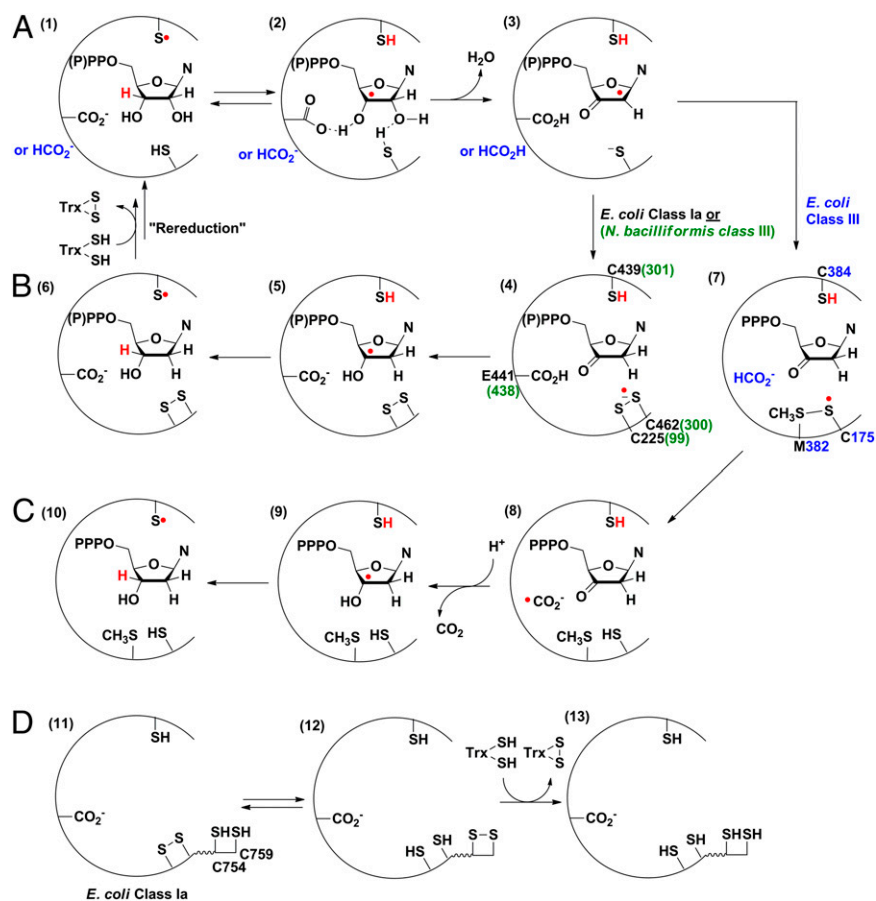 A
(1)
S•
(P)PPO
O
N
H
H
HO
OH
CO₂⁻
or HCO₂⁻
HS
(2)
SH
(P)PPO
O
N
•
H
O
O
H
O
O
H
H
S
or HCO₂⁻
H₂O
(3)
SH
(P)PPO
O
N
•
O
H
CO₂H
or HCO₂H
⁻S
Trx
S
S
Trx
SH
SH
"Rereduction"
E. coli Class Ia or
(N. bacilliformis class III)
E. coli
Class III
B
(6)
S•
(P)PPO
O
N
H
H
HO
H
CO₂⁻
S
S
(5)
SH
(P)PPO
O
N
•
H
HO
H
CO₂⁻
S
S
(4)
C439(301)
SH
(P)PPO
O
N
H
O
H
E441
(438)
CO₂H
•
–
S
S
C462(300)
C225(99)
(7)
C384
SH
PPPO
O
N
H
O
H
HCO₂⁻
•
CH₃S
S
M382
C175
C
(10)
S•
PPPO
O
N
H
H
HO
H
CH₃S
HS
(9)
SH
PPPO
O
N
•
H
HO
H
CH₃S
HS
H⁺
CO₂
(8)
SH
PPPO
O
N
H
O
H
•CO₂⁻
CH₃S
HS
D
(11)
SH
CO₂⁻
S
S
SH
SH
C759
C754
E. coli Class Ia
(12)
SH
CO₂⁻
HS
SH
S–S
Trx
SH
SH
Trx
S
S
(13)
SH
CO₂⁻
HS
SH
SH
SH